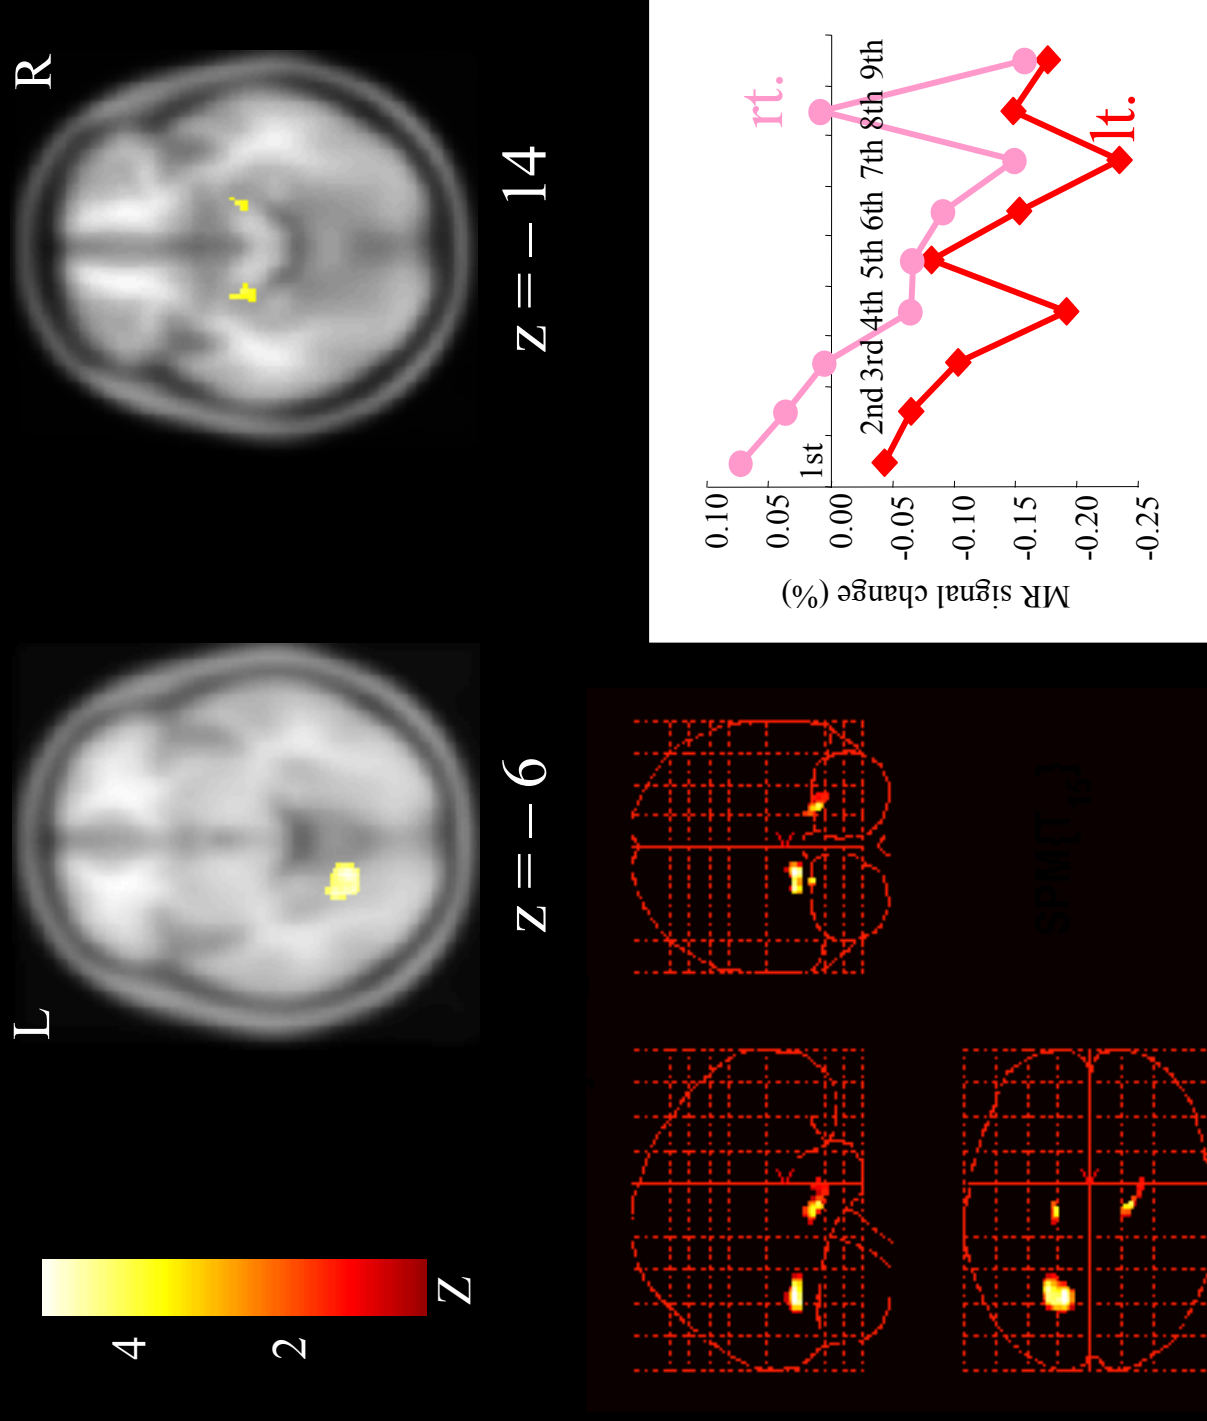 L
R
z = – 6
z = – 14
4
2
Z
SPM{T
rt.
lt.
0.10
0.05
0.00
-0.05
-0.10
-0.15
-0.20
-0.25
1st
2nd 3rd 4th 5th 6th 7th 8th 9th
MR signal change (%)